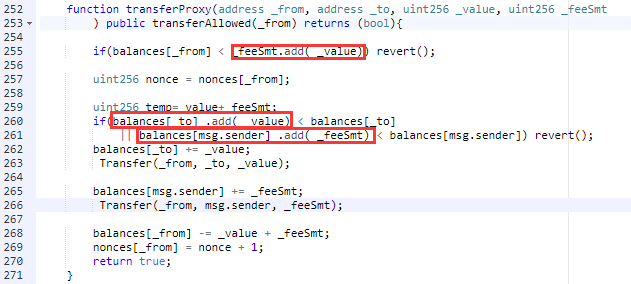 252 function transferProxy(address _from, address _to, uint256 _value, uint256 _feeSmt
253 ) public transferAllowed(_from) returns (bool){
254
255 if(balances[_from] < _feeSmt.add( _value)) revert();
256
257 uint256 nonce = nonces[_from];
258
259 uint256 temp=_value+_feeSmt;
260 if(balances[_to] .add( _value) < balances[_to]
261 || balances[msg.sender] .add( _feeSmt) < balances[msg.sender]) revert();
262 balances[_to] += _value;
263 Transfer(_from, _to, _value);
264
265 balances[msg.sender] += _feeSmt;
266 Transfer(_from, msg.sender, _feeSmt);
267
268 balances[_from] -= _value + _feeSmt;
269 nonces[_from] = nonce + 1;
270 return true;
271 }